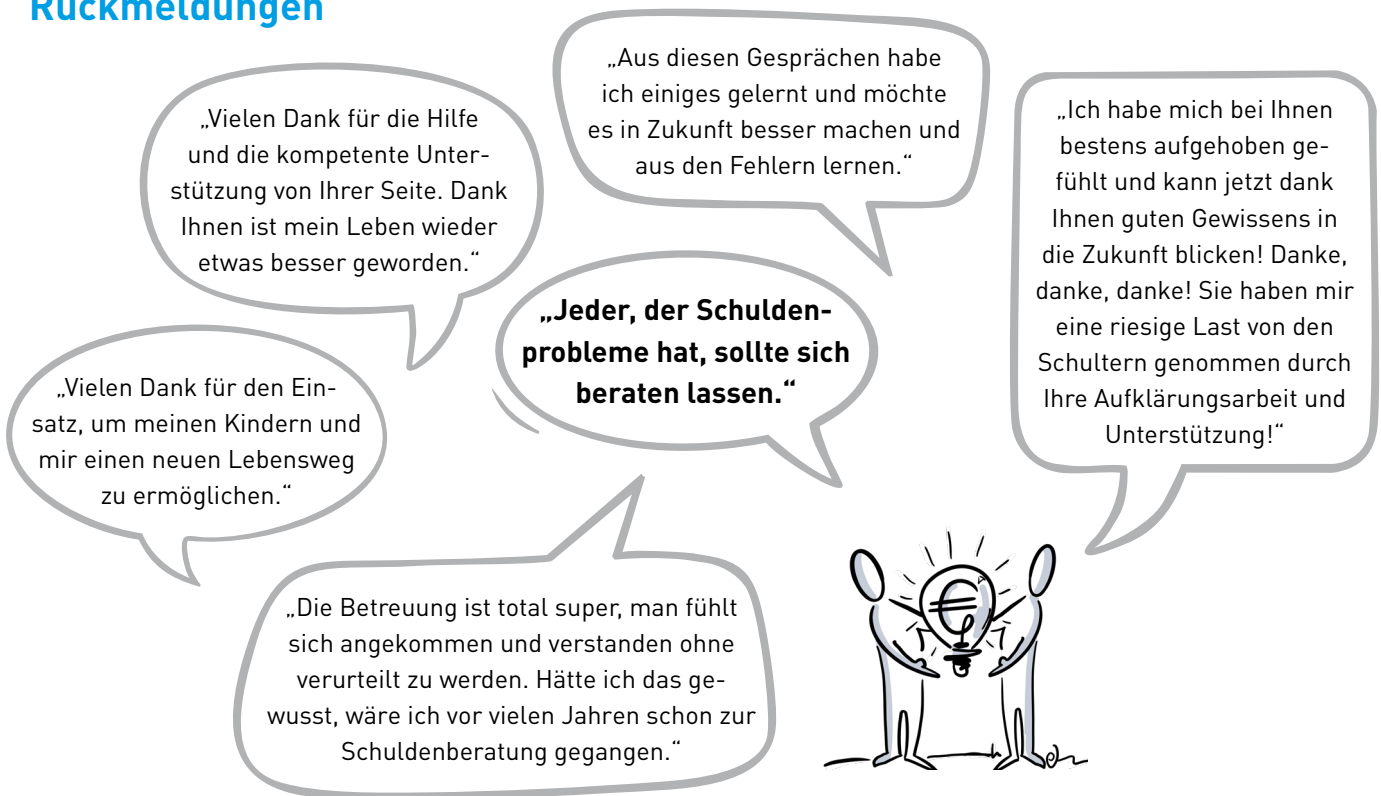 Rückmeldungen
„Aus diesen Gesprächen habe
ich einiges gelernt und möchte
es in Zukunft besser machen und
aus den Fehlern lernen.“
„Vielen Dank für die Hilfe
und die kompetente Unter-
stützung von Ihrer Seite. Dank
Ihnen ist mein Leben wieder
etwas besser geworden.“
„Ich habe mich bei Ihnen
bestens aufgehoben ge-
fühlt und kann jetzt dank
Ihnen guten Gewissens in
die Zukunft blicken! Danke,
danke, danke! Sie haben mir
eine riesige Last von den
Schultern genommen durch
Ihre Aufklärungsarbeit und
Unterstützung!“
„Jeder, der Schulden-
probleme hat, sollte sich
beraten lassen.“
„Vielen Dank für den Ein-
satz, um meinen Kindern und
mir einen neuen Lebensweg
zu ermöglichen.“
„Die Betreuung ist total super, man fühlt
sich angekommen und verstanden ohne
verurteilt zu werden. Hätte ich das ge-
wusst, wäre ich vor vielen Jahren schon zur
Schuldenberatung gegangen.“
€